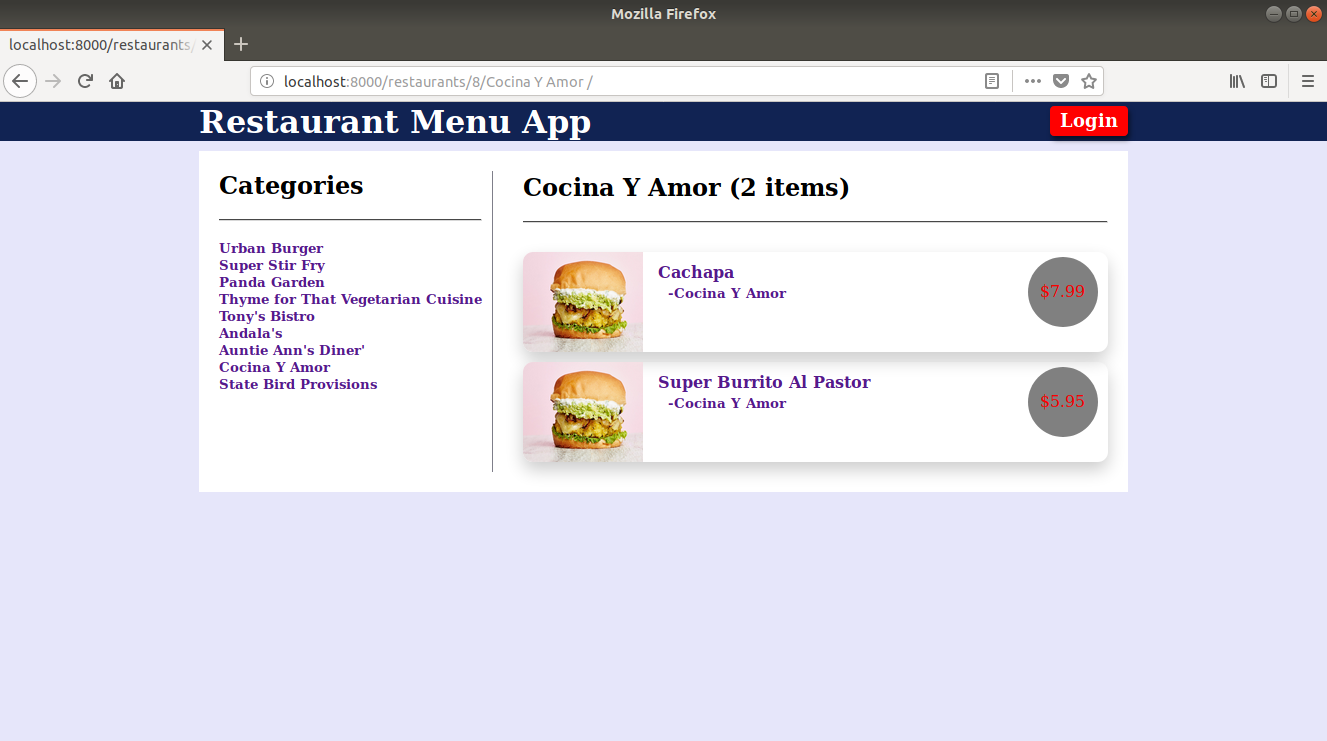 Mozilla Firefox
localhost:8000/restaurants/
localhost:8000/restaurants/8/Cocina Y Amor /
Restaurant Menu App
Login
Categories
Urban Burger
Super Stir Fry
Panda Garden
Thyme for That Vegetarian Cuisine
Tony's Bistro
Andala's
Auntie Ann's Diner'
Cocina Y Amor
State Bird Provisions
Cocina Y Amor (2 items)
Cachapa
-Cocina Y Amor
$7.99
Super Burrito Al Pastor
-Cocina Y Amor
$5.95